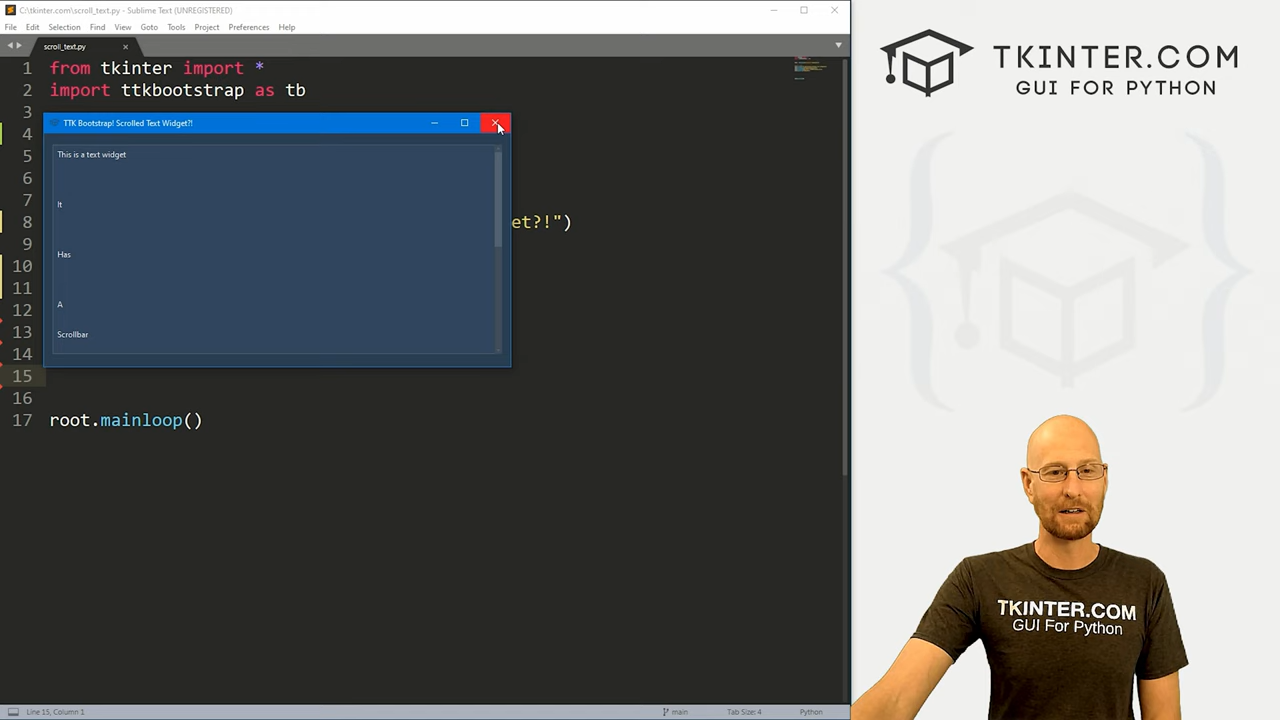 C:\tkinter.com\scroll_text.py - Sublime Text (UNREGISTERED)
File Edit Selection Find View Goto Tools Project Preferences Help
scroll_text.py
1 from tkinter import *
2 import ttkbootstrap as tb
3
TTK Bootstrap! Scrolled Text Widget?!
4
This is a text widget
5
6
7
It
8 et?!")
9
Has
10
11
A
12
13
Scrollbar
14
15
16
17 root.mainloop()
Line 15, Column 1
main
Tab Size: 4
Python
TKINTER.COM
GUI FOR PYTHON
TKINTER.COM
GUI For Python